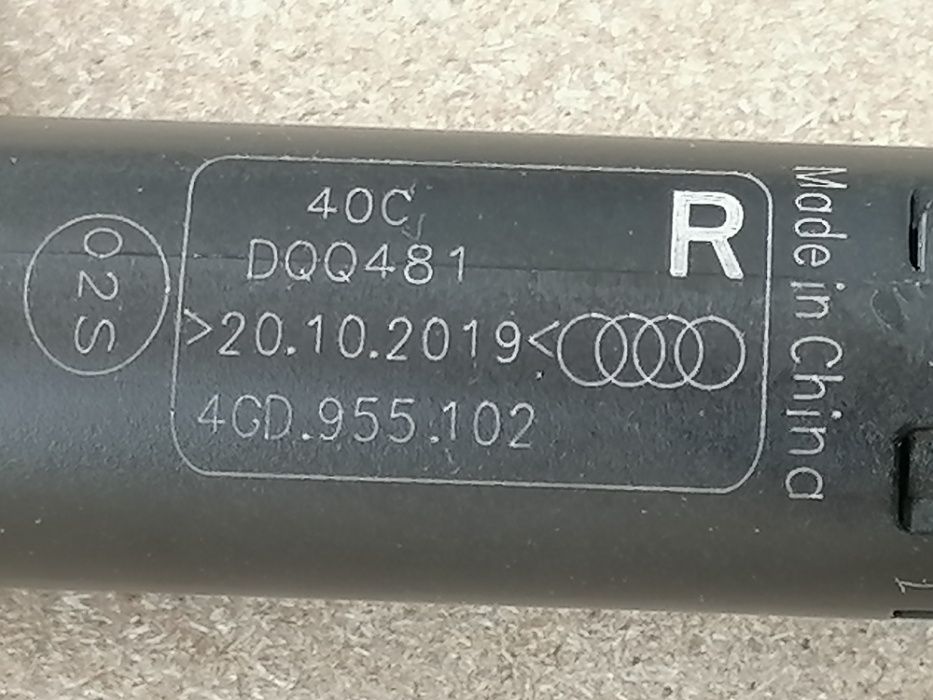 02S
40C
DQQ481
R
>20.10.2019<
4GD.955.102
Made in China